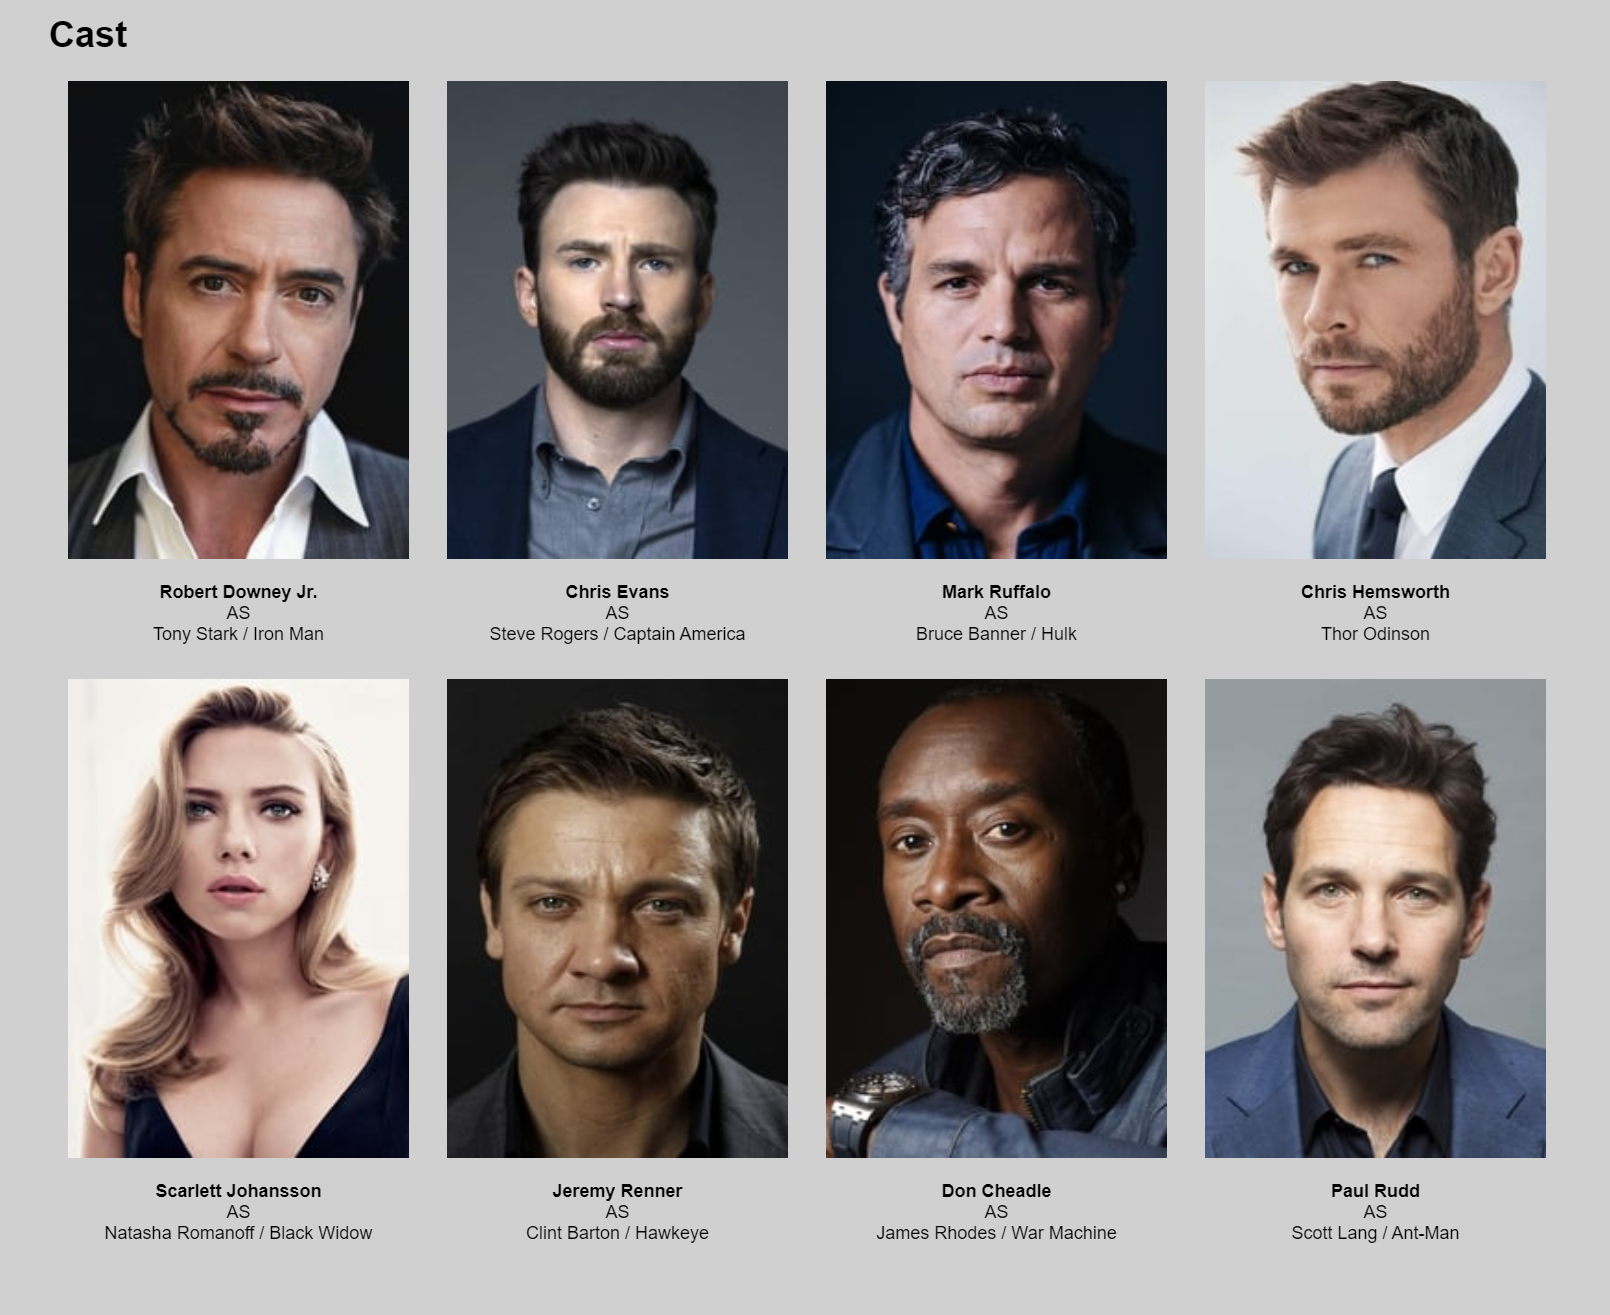 Cast
Robert Downey Jr.
AS
Tony Stark / Iron Man
Chris Evans
AS
Steve Rogers / Captain America
Mark Ruffalo
AS
Bruce Banner / Hulk
Chris Hemsworth
AS
Thor Odinson
Scarlett Johansson
AS
Natasha Romanoff / Black Widow
Jeremy Renner
AS
Clint Barton / Hawkeye
Don Cheadle
AS
James Rhodes / War Machine
Paul Rudd
AS
Scott Lang / Ant-Man